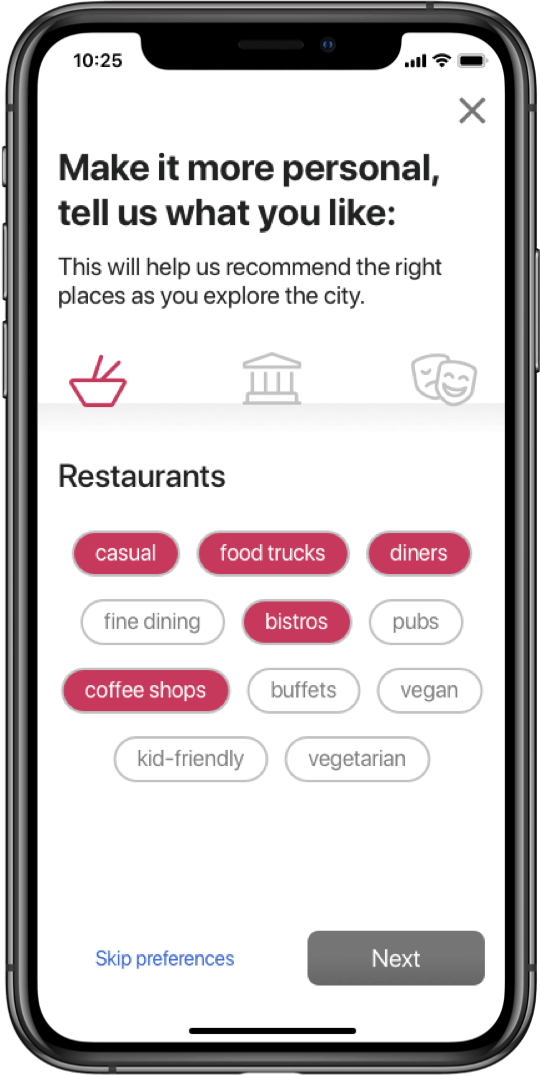 10:25
Make it more personal,
tell us what you like:
This will help us recommend the right
places as you explore the city.
Restaurants
casual food trucks diners
fine dining bistros pubs
coffee shops buffets vegan
kid-friendly vegetarian
Skip preferences Next